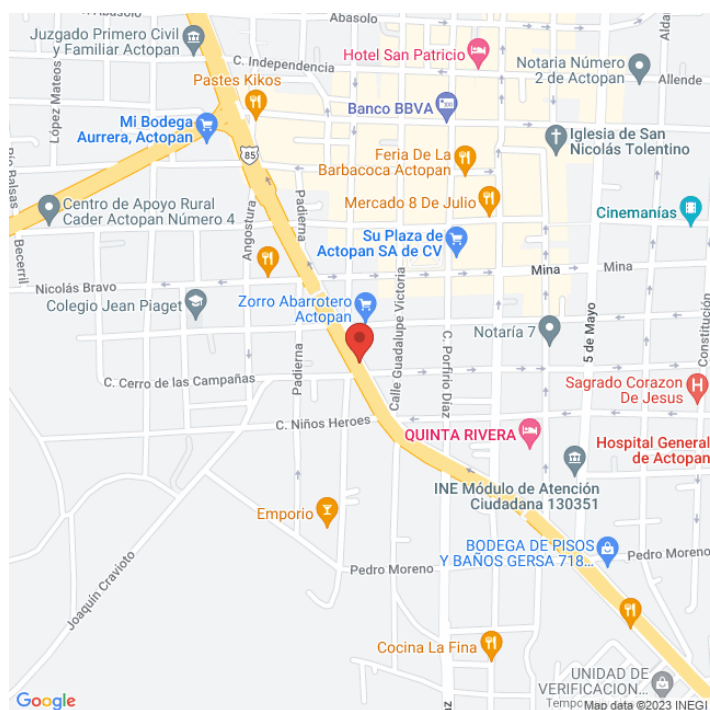 Abasolo
Abasolo
Juzgado Primero Civil
y Familiar Actopan
C. Independencia
Hotel San Patricio
Notaria Número
2 de Actopan
Allende
Aldama
López Mateos
Pastes Kikos
Banco BBVA
Mi Bodega
Aurrera, Actopan
Iglesia de San
Nicolás Tolentino
85
Feria De La
Barbacoca Actopan
Río Balsas
Padierna
Mercado 8 De Julio
Centro de Apoyo Rural
Cader Actopan Número 4
Cinemanías
Angostura
Su Plaza de
Actopan SA de CV
Becerril
Mina
Mina
Nicolás Bravo
Colegio Jean Piaget
Zorro Abarrotero
Actopan
Calle Guadalupe Victoria
5 de Mayo
Constitución
Notaría 7
C. Porfirio Díaz
Padierna
C. Cerro de las Campañas
Sagrado Corazon
De Jesus
C. Niños Heroes
QUINTA RIVERA
Hospital General
de Actopan
INE Módulo de Atención
Ciudadana 130351
Emporio
BODEGA DE PISOS
Y BAÑOS GERSA 718...
Pedro Moreno
Pedro Moreno
Joaquín Cravioto
Cocina La Fina
UNIDAD DE
VERIFICACION...
Google
Map data ©2023 INEGI